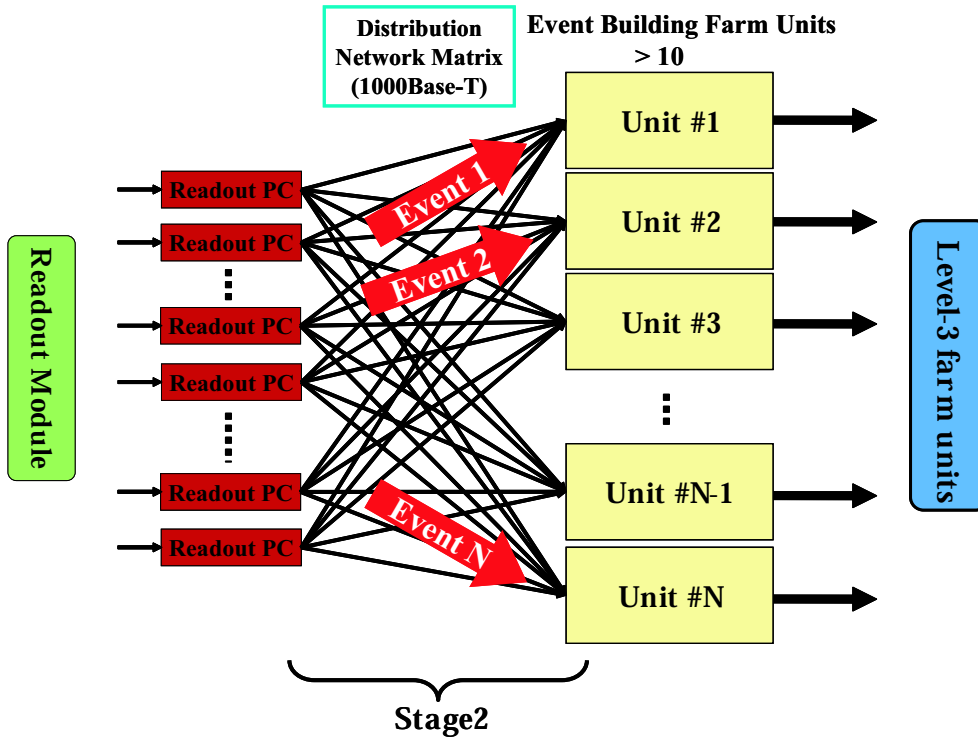 Distribution
Network Matrix
(1000Base-T)
Event Building Farm Units
> 10
Readout Module
Readout PC
Readout PC
Readout PC
Readout PC
Readout PC
Readout PC
Event 1
Event 2
Event N
Unit #1
Unit #2
Unit #3
Unit #N-1
Unit #N
Level-3 farm units
Stage2